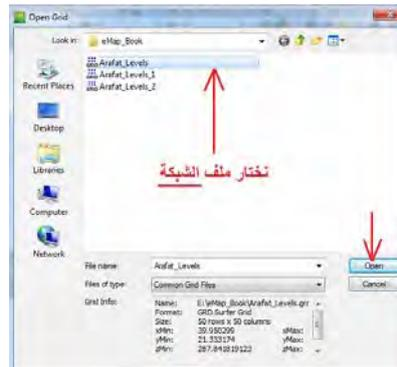 Open Grid
Look in: eMap_Book
Arafat_Levels
Arafat_Levels_1
Arafat_Levels_2
Recent Places
Desktop
Libraries
Computer
Network
نختار ملف الشبكة
File name: Arafat_Levels Open
Files of type: Common Grid Files Cancel
Grid Info: Name: E:\eMap_Book\Arafat_Levels.grd
Format: GRD Surfer Grid
Size: 50 rows x 50 columns
xMin: 39.950299 xMax:
yMin: 21.333174 yMax:
zMin: 287.841819123 zMax: